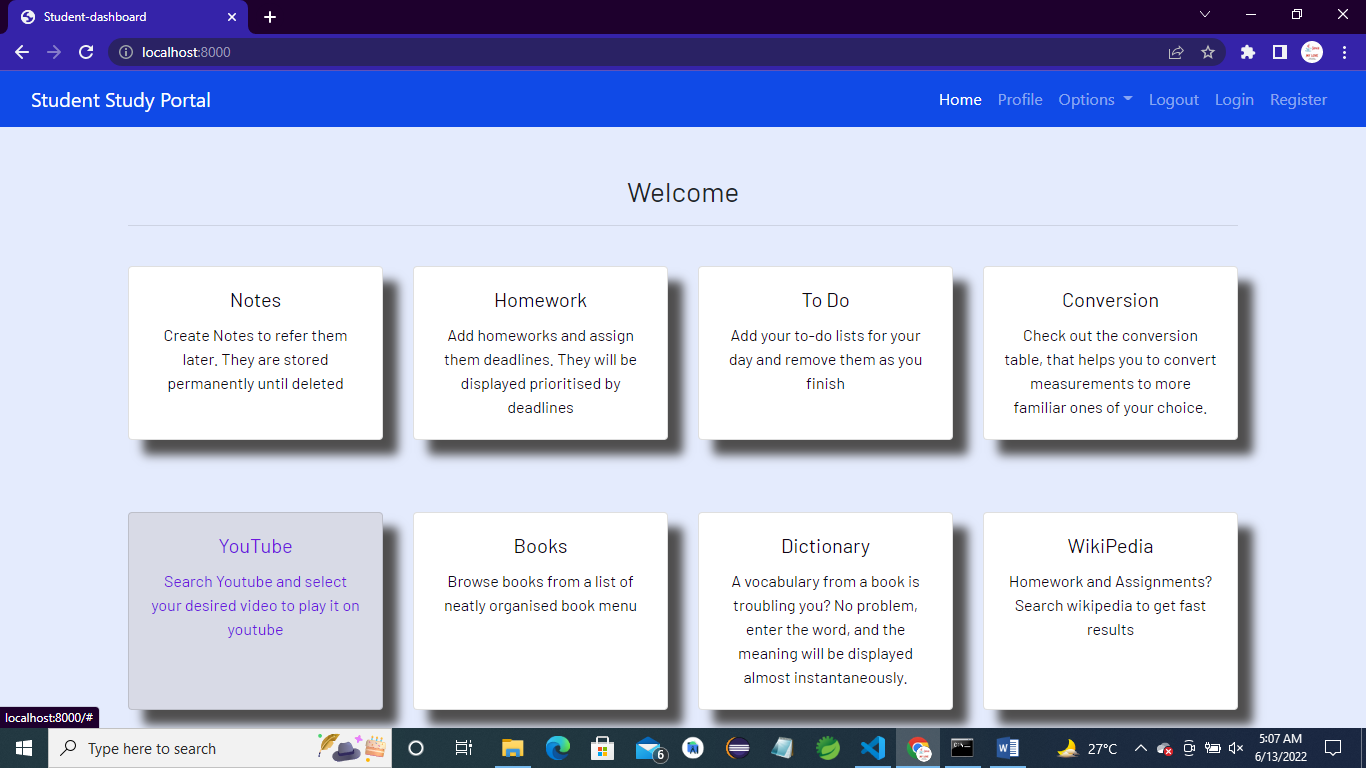 Student-dashboard
localhost:8000
Student Study Portal
Home Profile Options Logout Login Register
Welcome
Notes
Create Notes to refer them
later. They are stored
permanently until deleted
Homework
Add homeworks and assign
them deadlines. They will be
displayed prioritised by
deadlines
To Do
Add your to-do lists for your
day and remove them as you
finish
Conversion
Check out the conversion
table, that helps you to convert
measurements to more
familiar ones of your choice.
YouTube
Search Youtube and select
your desired video to play it on
youtube
Books
Browse books from a list of
neatly organised book menu
Dictionary
A vocabulary from a book is
troubling you? No problem,
enter the word, and the
meaning will be displayed
almost instantaneously.
WikiPedia
Homework and Assignments?
Search wikipedia to get fast
results
localhost:8000/#
Type here to search
6
27°C
5:07 AM
6/13/2022